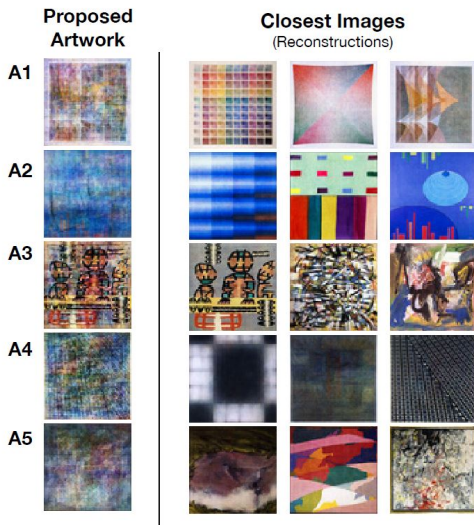 Proposed
Artwork
Closest Images
(Reconstructions)
A1
A2
A3
A4
A5